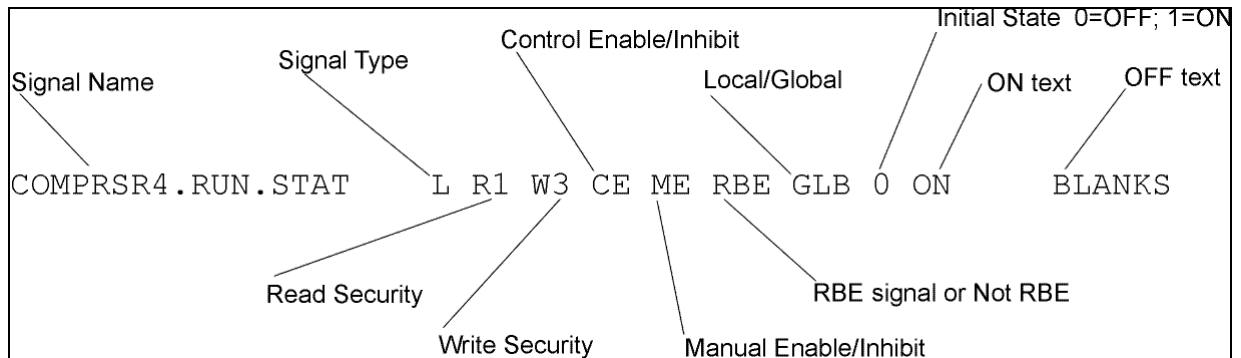 Initial State 0=OFF; 1=ON
Control Enable/Inhibit
Signal Type
Local/Global
ON text
OFF text
Signal Name
COMPRSR4.RUN.STAT L R1 W3 CE ME RBE GLB 0 ON BLANKS
Read Security
RBE signal or Not RBE
Write Security
Manual Enable/Inhibit